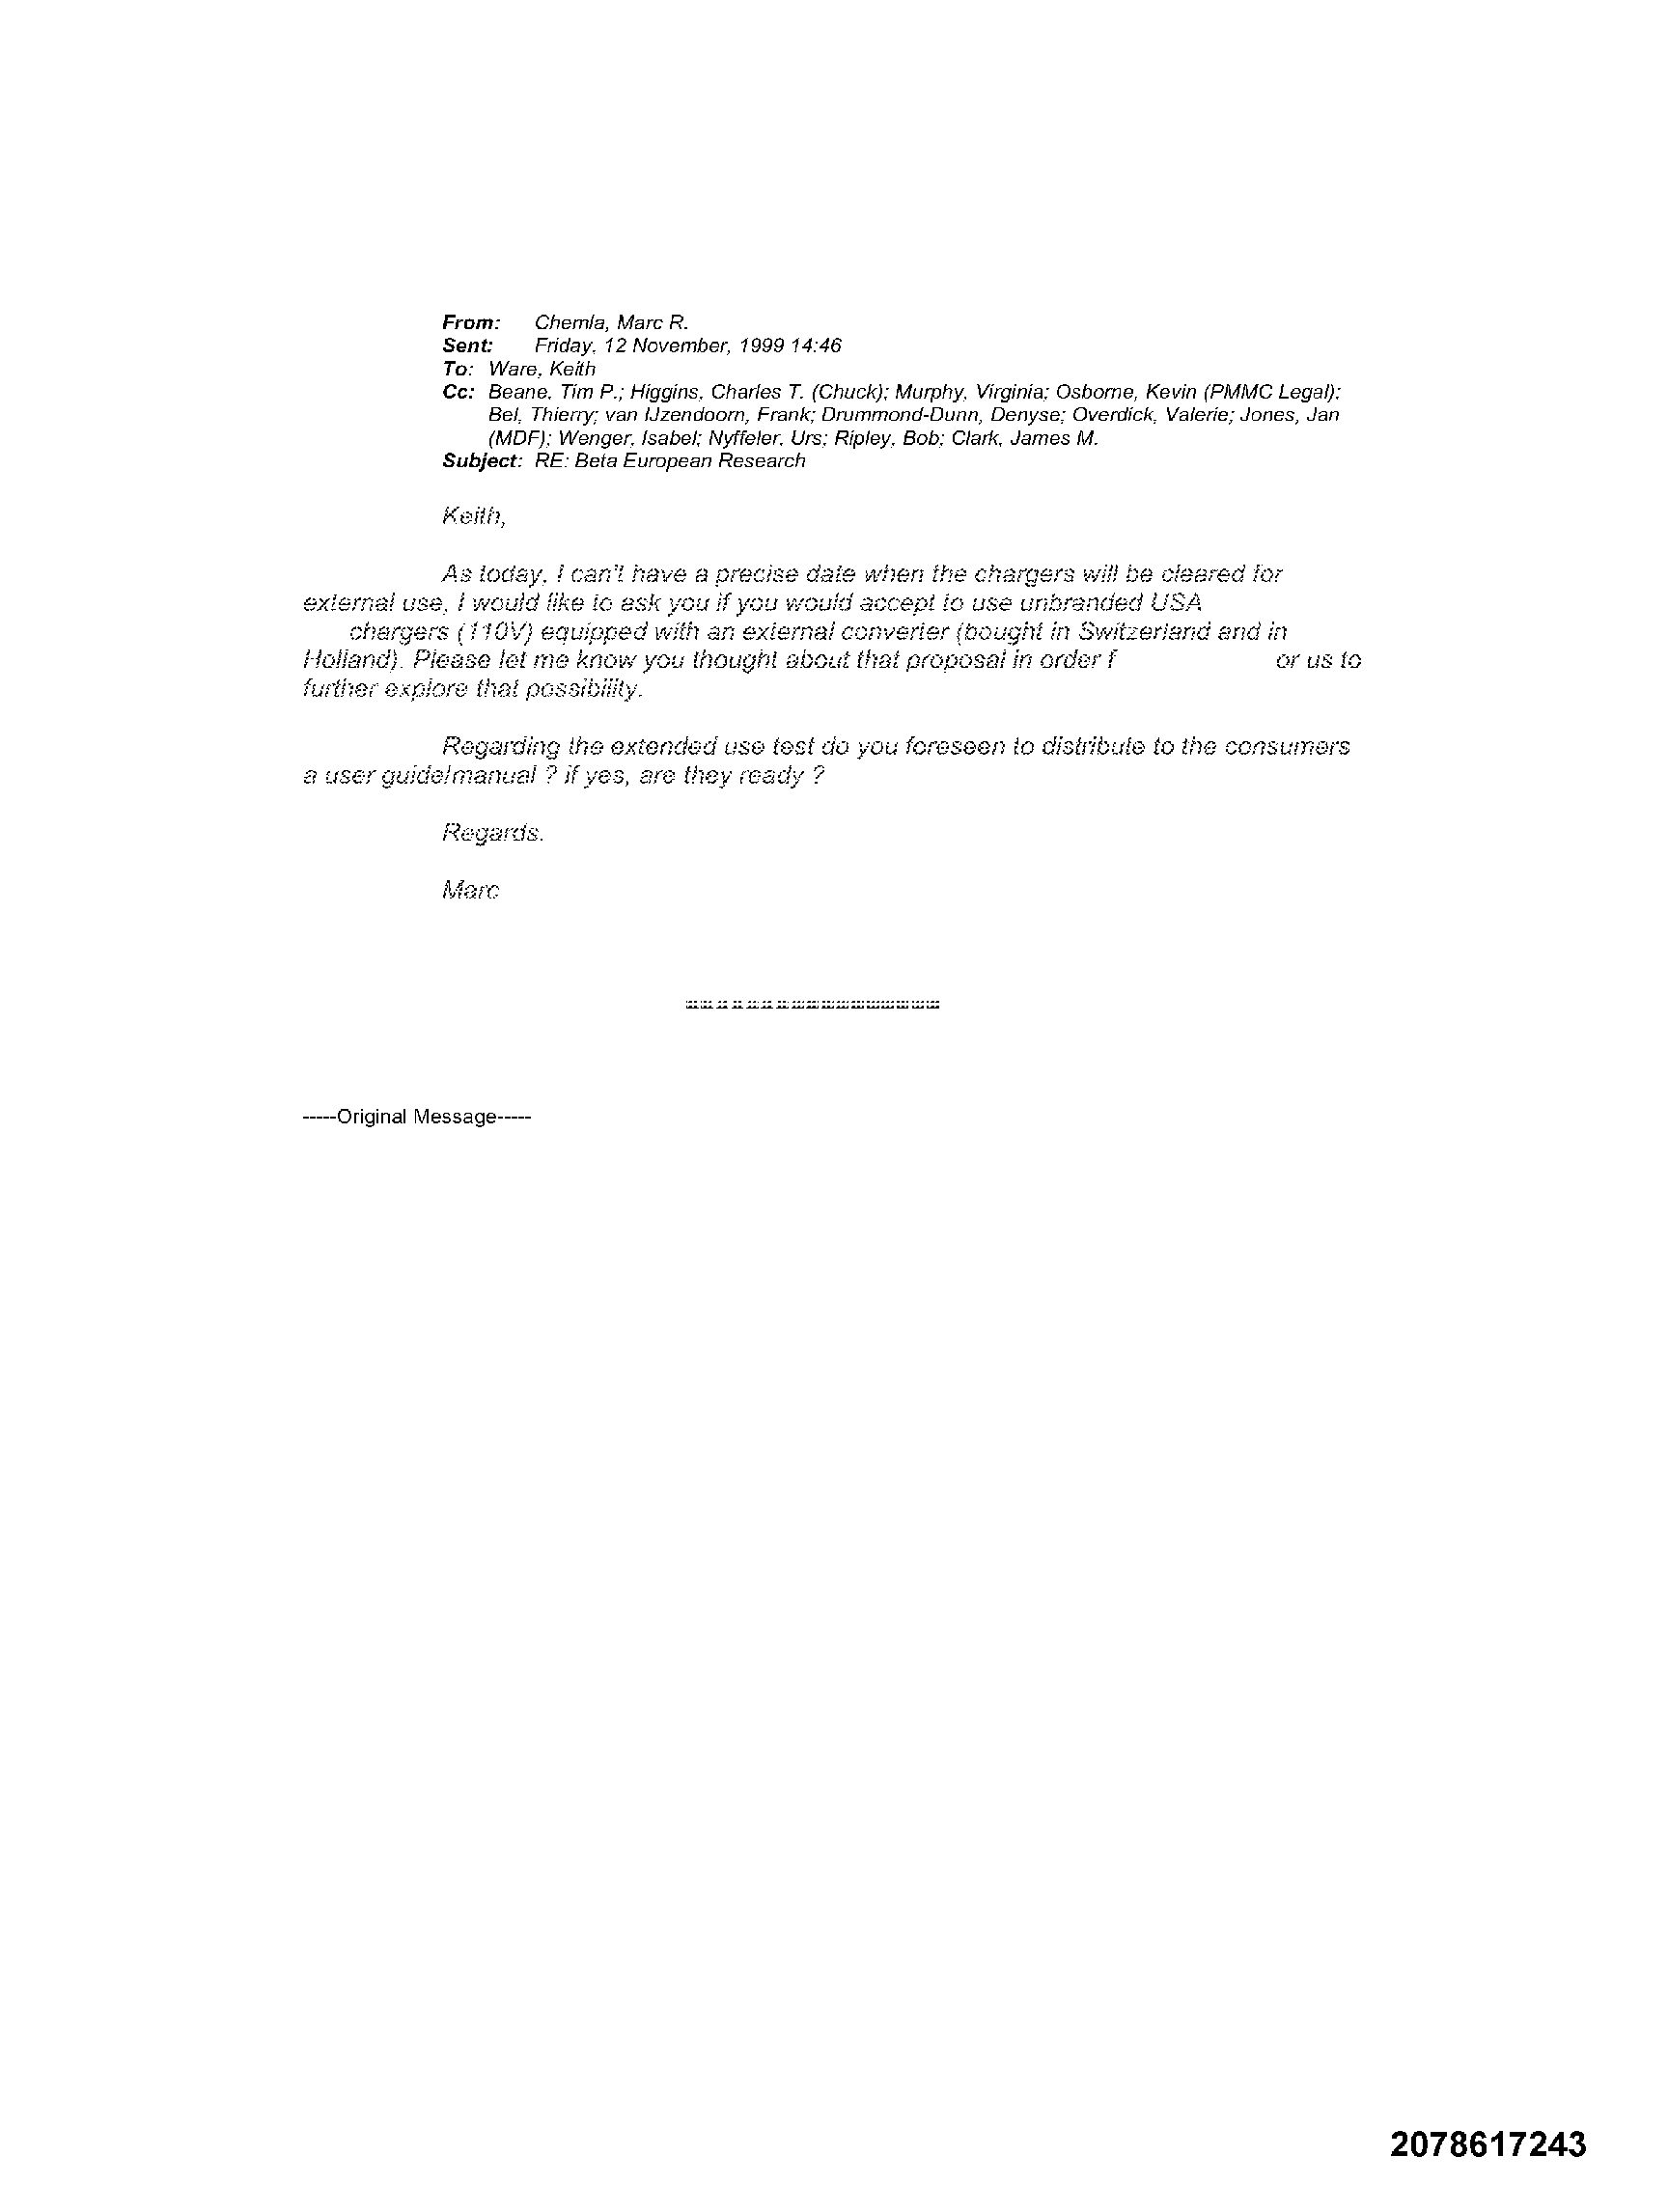 From: Chemla, Marc R.
Sent: Friday, 12 November, 1999 14:46
To: Ware, Keith
Cc: Beane, Tim P.; Higgins, Charles T. (Chuck); Murphy, Virginia; Osborne, Kevin (PMMC Legal);
Bel, Thierry; van IJzendoorn, Frank; Drummond-Dunn, Denyse; Overdick, Valerie; Jones, Jan
(MDF); Wenger, Isabel; Nyffeler, Urs; Ripley, Bob; Clark, James M.
Subject: RE: Beta European Research
Keith,
As today, I can't have a precise date when the chargers will be cleared for
external use, I would like to ask you if you would accept to use unbranded USA
chargers (110V) equipped with an external converter (bought in Switzerland and in
Holland). Please let me know you thought about that proposal in order f or us to
further explore that possibility.
Regarding the extended use test do you foreseen to distribute to the consumers
a user guide/manual ? if yes, are they ready ?
Regards.
Marc
=================
-----Original Message-----
2078617243